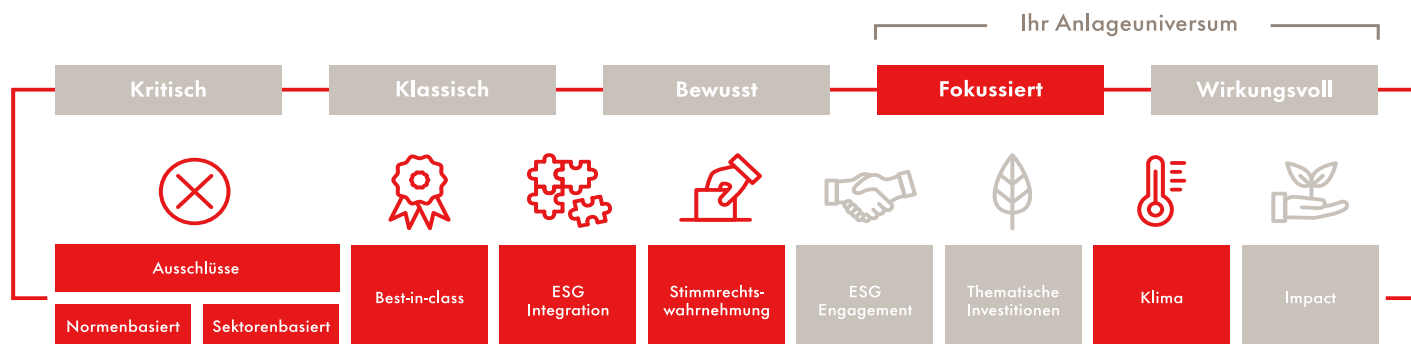 Ihr Anlageuniversum
Kritisch
Klassisch
Bewusst
Fokussiert
Wirkungsvoll
Ausschlüsse
Normenbasiert
Sektorenbasiert
Best-in-class
ESG
Integration
Stimmrechts-
wahrnehmung
ESG
Engagement
Thematische
Investitionen
Klima
Impact